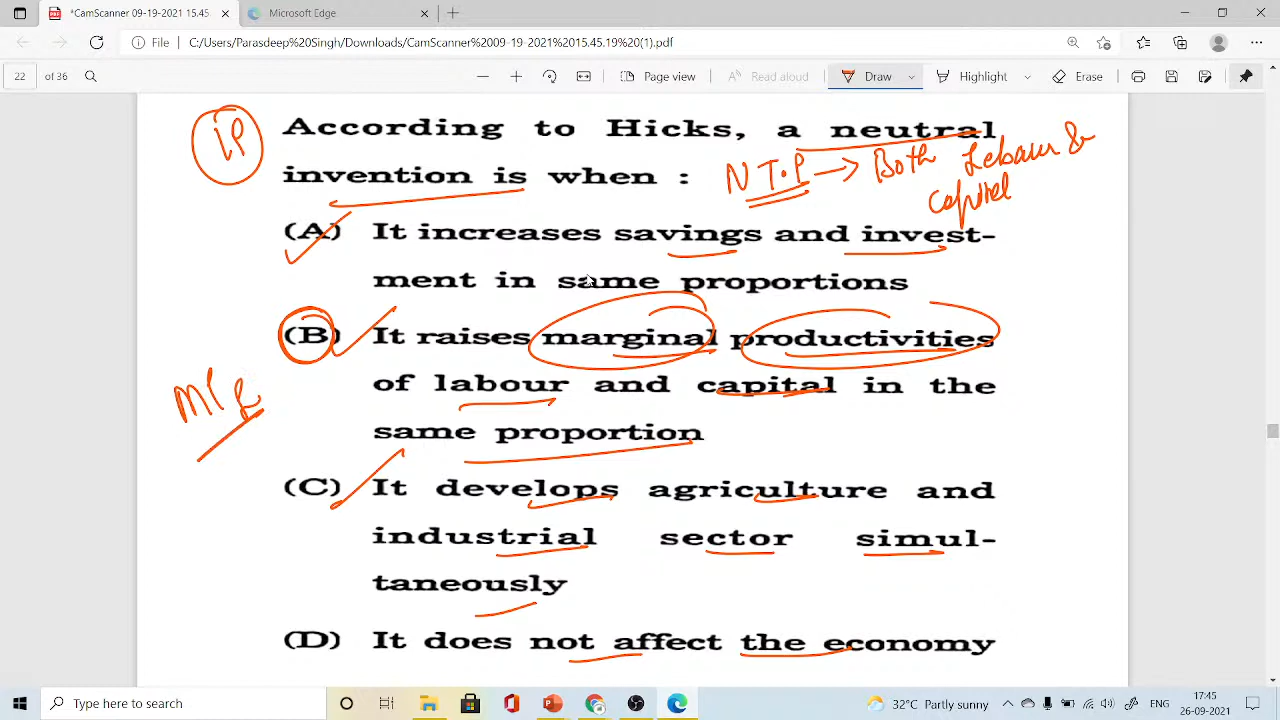 *CamScanner 09-19-2021 15.45
Microsoft Edge
File
C:/Users/Parasdeep%20Singh/Downloads/CamScanner%2009-19-2021%2015.45.19%20(1).pdf
22 of 36
Page view
Read aloud
Draw
Highlight
Erase
According to Hicks, a neutral
invention is when :
N T.P → Both Lebaur &
capitel
(A) It increases savings and invest-
ment in same proportions
(B) It raises marginal productivities
of labour and capital in the
same proportion
(C) It develops agriculture and
industrial sector simul-
taneously
(D) It does not affect the economy
Type here to search
32°C Partly sunny
ENG
17:45
26-09-2021